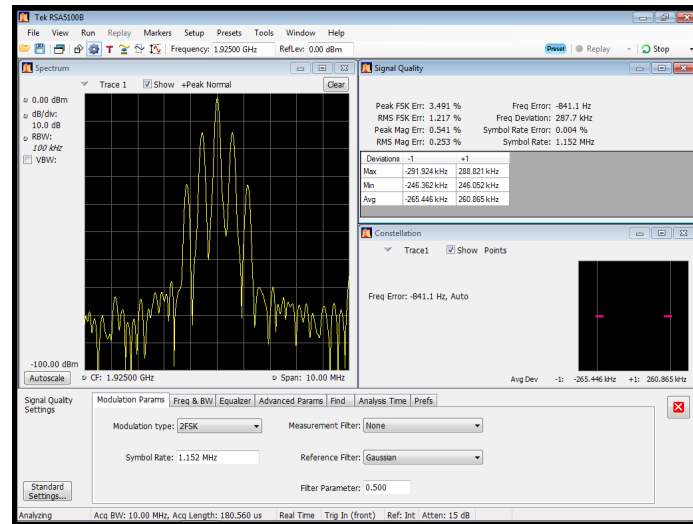 Tek RSA5100B
File View Run Replay Markers Setup Presets Tools Window Help
T Frequency: 1.92500 GHz RefLev: 0.00 dBm Preset Replay Stop
Spectrum
Trace 1 Show +Peak Normal Clear
0.00 dBm
dB/div:
10.0 dB
RBW:
100 kHz
VBW:
-100.00 dBm
Autoscale CF: 1.92500 GHz Span: 10.00 MHz
Signal Quality
Peak FSK Err: 3.491 % Freq Error: -841.1 Hz
RMS FSK Err: 1.217 % Freq Deviation: 287.7 kHz
Peak Mag Err: 0.541 % Symbol Rate Error: 0.004 %
RMS Mag Err: 0.253 % Symbol Rate: 1.152 MHz
Deviations -1 +1
Max -291.924 kHz 288.821 kHz
Min -246.362 kHz 246.052 kHz
Avg -265.446 kHz 260.865 kHz
Constellation
Trace1 Show Points
Freq Error: -841.1 Hz, Auto
Avg Dev -1: -265.446 kHz +1: 260.865 kHz
Signal Quality
Settings
Modulation Params Freq & BW Equalizer Advanced Params Find Analysis Time Prefs
Modulation type: 2FSK Measurement Filter: None
Symbol Rate: 1.152 MHz Reference Filter: Gaussian
Filter Parameter: 0.500
Standard
Settings...
Analyzing Acq BW: 10.00 MHz, Acq Length: 180.560 us Real Time Trig In (front) Ref: Int Atten: 15 dB